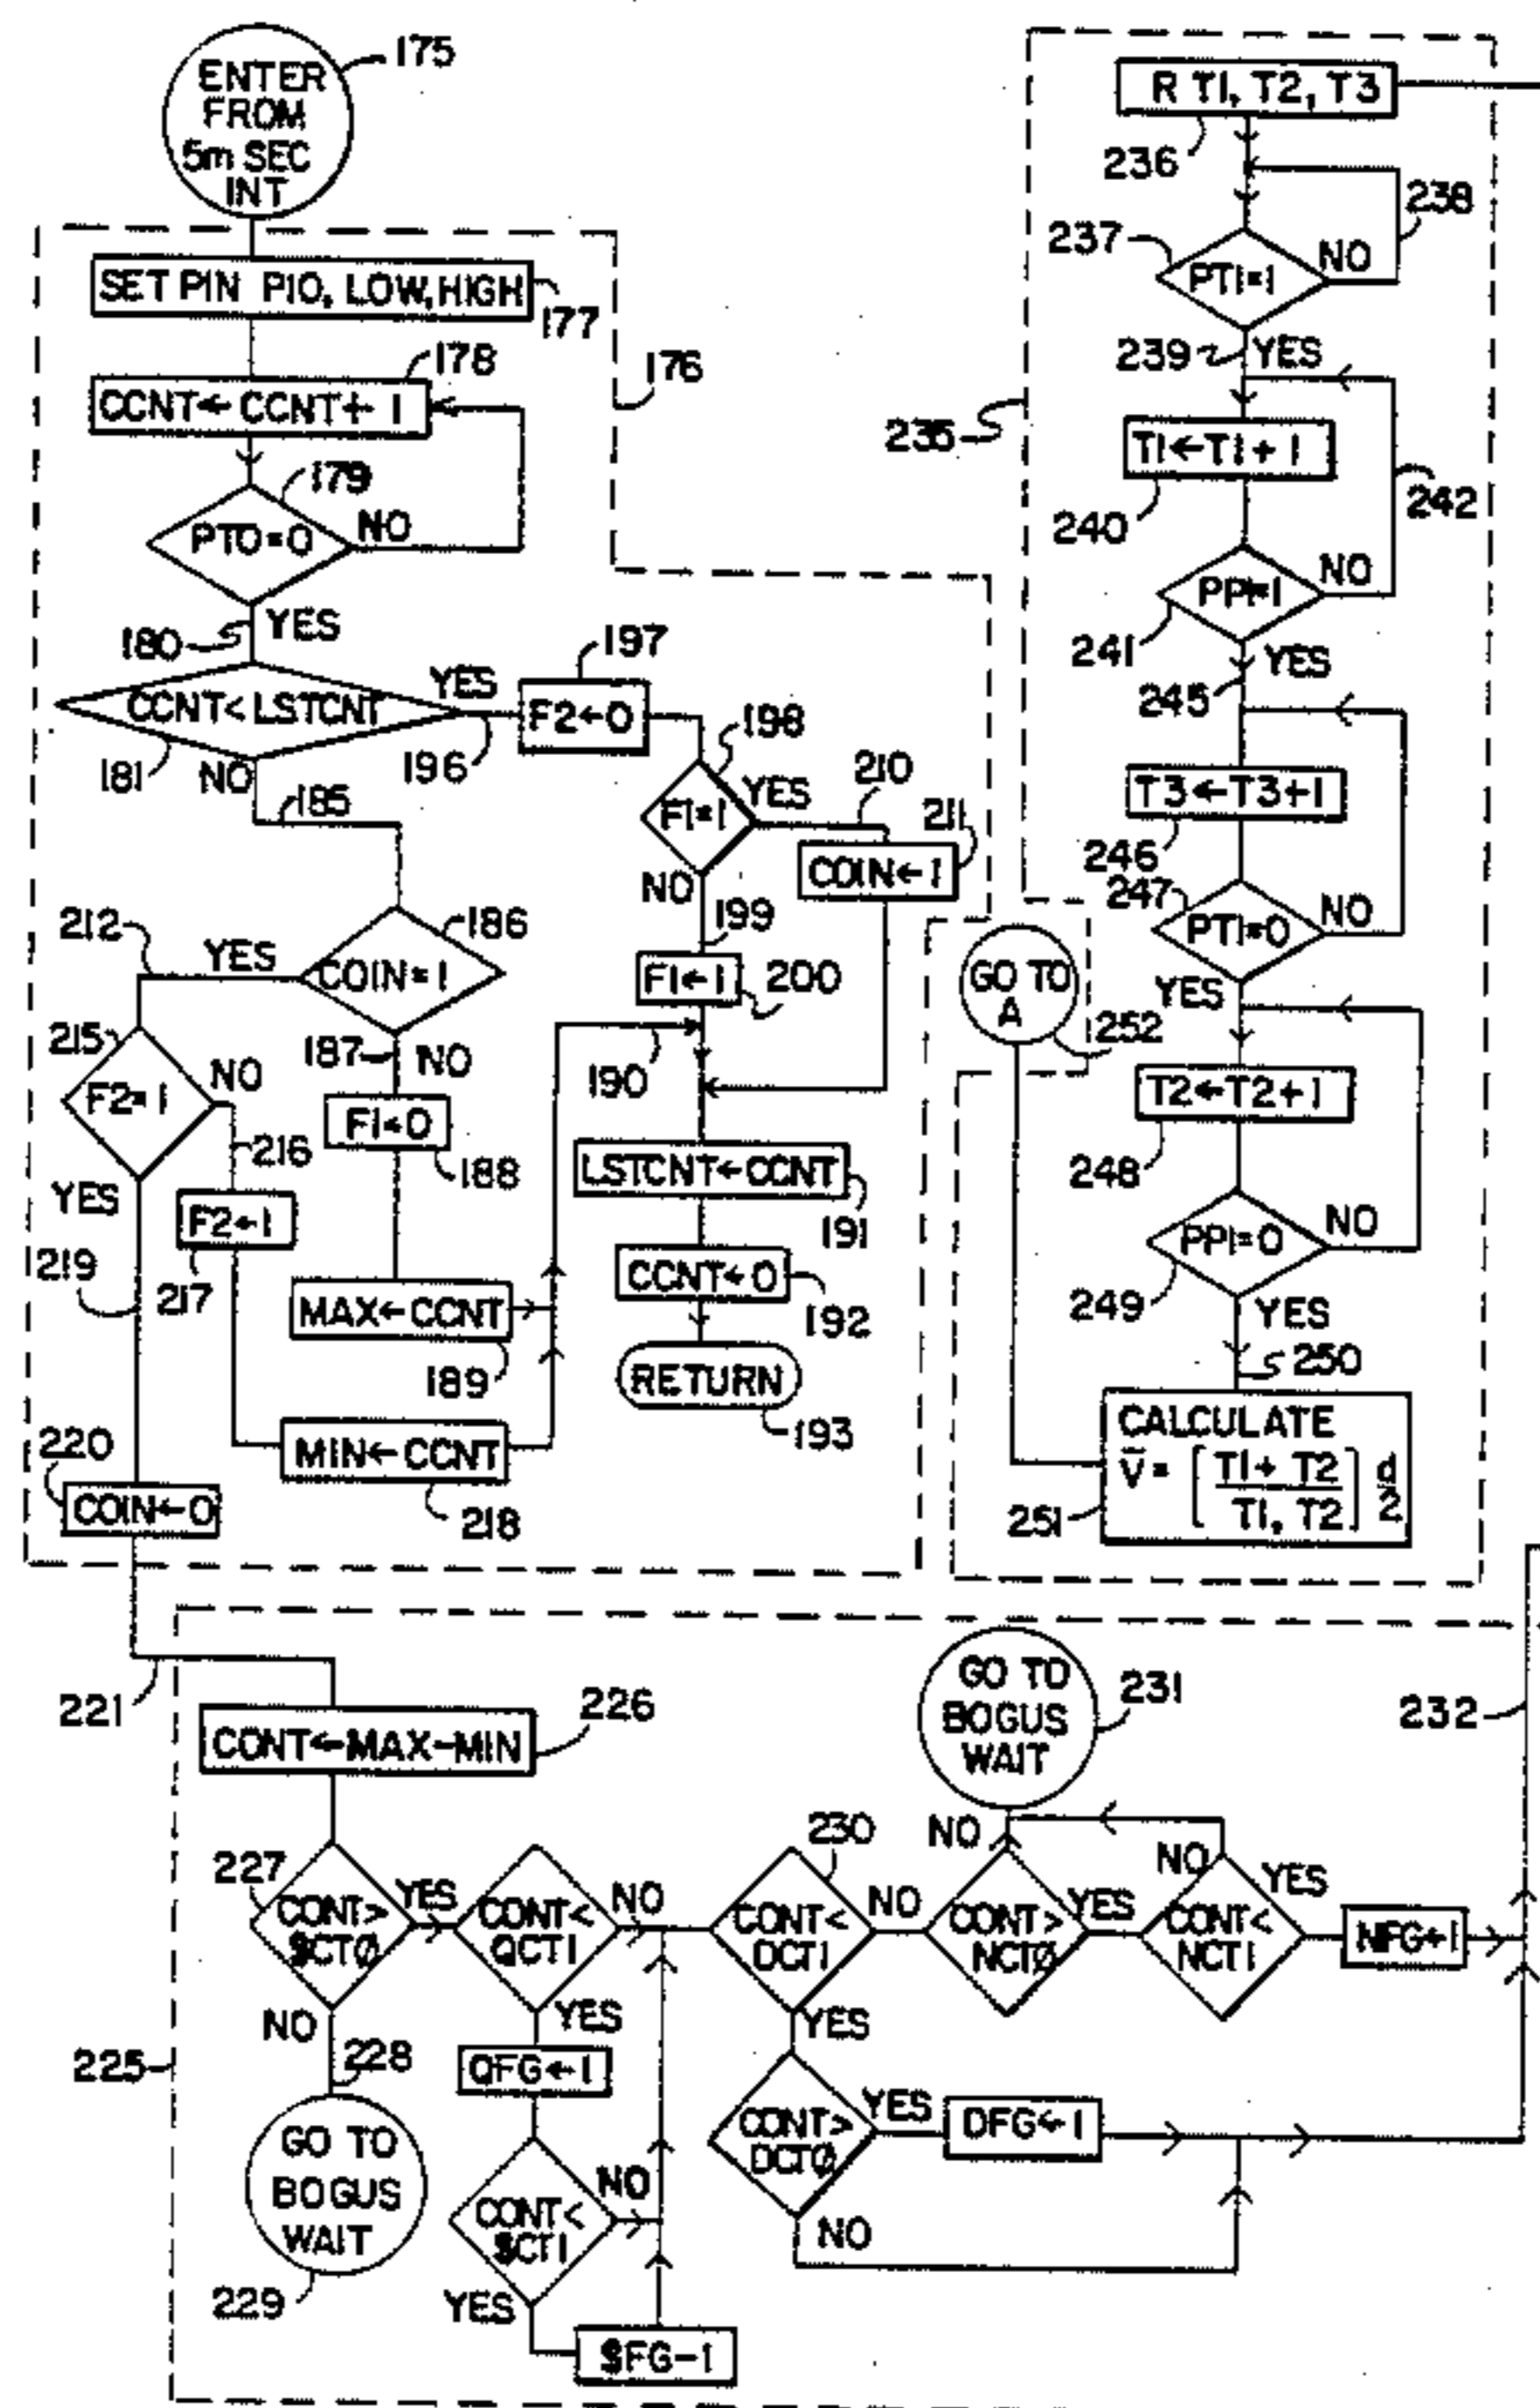 175
ENTER
FROM
5m SEC
INT
SET PIN P10, LOW, HIGH
177
178
CCNT←CCNT+ 1
176
179
PT0=0
NO
180
YES
CCNT<LSTCNT
YES
181
NO
196
197
F2←0
198
F1=1
YES
210
211
COIN←1
NO
199
F1←1
200
185
186
COIN=1
212
YES
187
NO
F1←0
188
190
215
F2=1
NO
216
YES
F2←1
217
219
MAX←CCNT
189
LSTCNT←CCNT
191
CCNT←0
192
RETURN
193
MIN←CCNT
218
220
COIN←0
221
235
R T1, T2, T3
236
238
237
PT1=1
NO
239
YES
T1←T1+ 1
240
242
PP1=1
NO
241
YES
245
T3←T3+1
246
247
PT1=0
NO
YES
GO TO
A
252
T2←T2+1
248
PP1=0
NO
249
YES
250
CALCULATE
V̄= [T1+ T2 / T1, T2] d/2
251
225
CONT←MAX-MIN
226
227
CONT>
$CT0
YES
NO
228
GO TO
BOGUS
WAIT
229
CONT<
QCT1
NO
YES
QFG←1
CONT<
$CT1
NO
YES
$FG-1
230
CONT<
DCT1
NO
YES
CONT>
DCT0
YES
DFG←1
NO
GO TO
BOGUS
WAIT
231
NO
CONT>
NCT0
YES
NO
CONT<
NCT1
YES
NFG←1
232